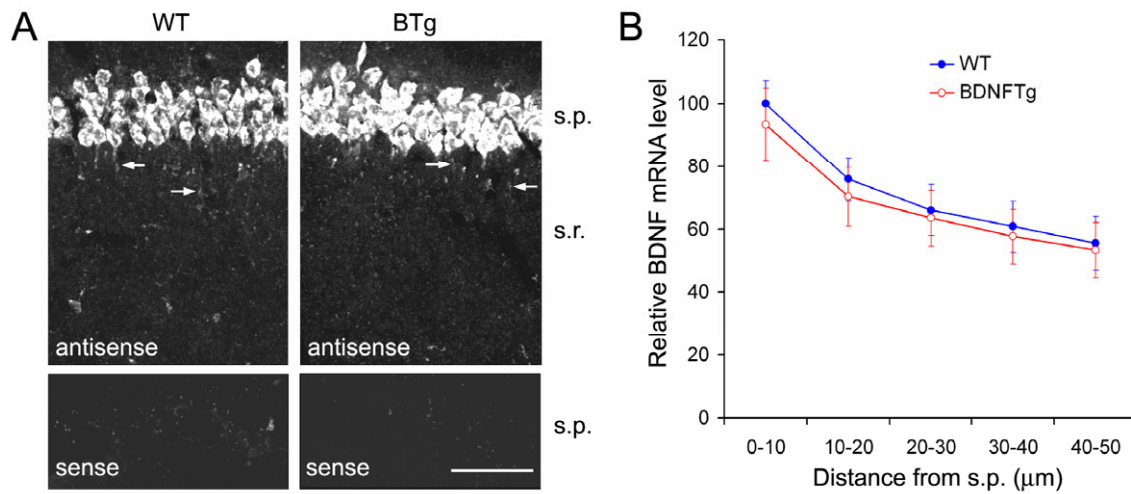 A
WT
BTg
s.p.
s.r.
antisense
antisense
s.p.
sense
sense
B
120
100
80
60
40
20
0
Relative BDNF mRNA level
WT
BDNFTg
0-10
10-20
20-30
30-40
40-50
Distance from s.p. (μm)